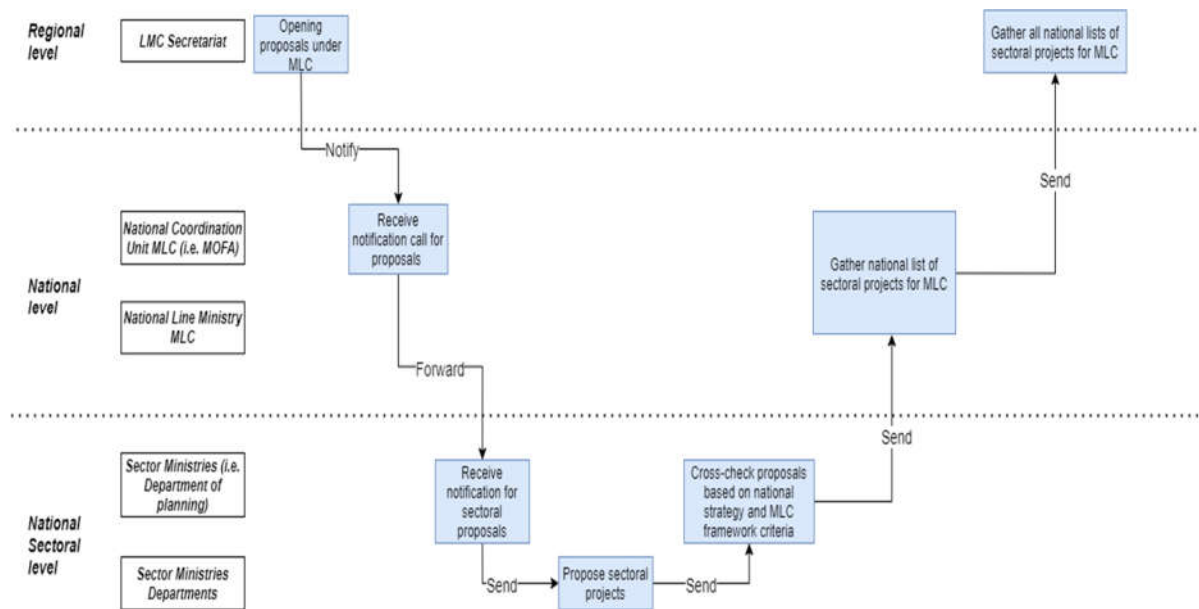 Regional
level
LMC Secretariat
Opening
proposals under
MLC
Gather all national lists of
sectoral projects for MLC
Notify
Send
National
level
National Coordination
Unit MLC (i.e. MOFA)
National Line Ministry
MLC
Receive
notification call for
proposals
Gather national list of
sectoral projects for MLC
Forward
Send
National
Sectoral
level
Sector Ministries (i.e.
Department of
planning)
Sector Ministries
Departments
Receive
notification for
sectoral
proposals
Send
Propose sectoral
projects
Send
Cross-check proposals
based on national
strategy and MLC
framework criteria